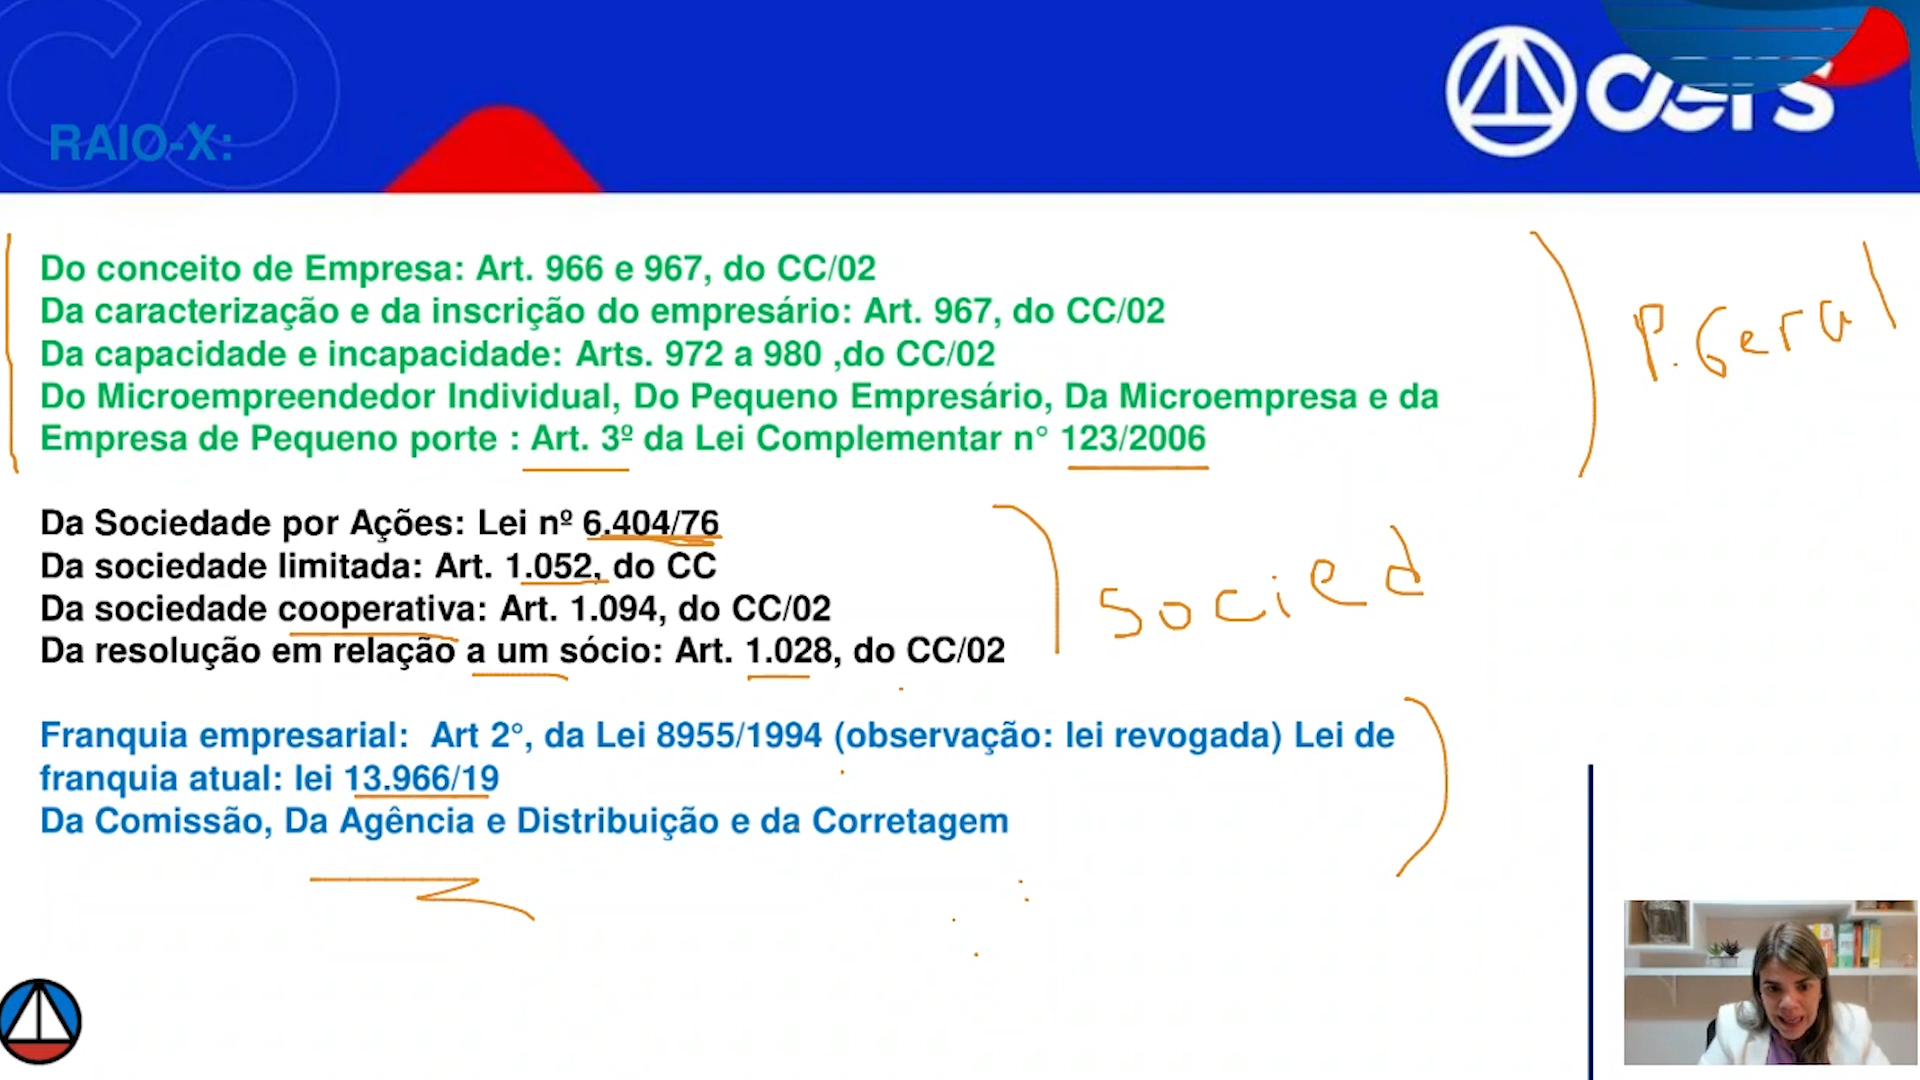 cers
RAIO-X:
Do conceito de Empresa: Art. 966 e 967, do CC/02
Da caracterização e da inscrição do empresário: Art. 967, do CC/02
Da capacidade e incapacidade: Arts. 972 a 980 ,do CC/02
Do Microempreendedor Individual, Do Pequeno Empresário, Da Microempresa e da
Empresa de Pequeno porte : Art. 3º da Lei Complementar n° 123/2006
P. Geral
Da Sociedade por Ações: Lei nº 6.404/76
Da sociedade limitada: Art. 1.052, do CC
Da sociedade cooperativa: Art. 1.094, do CC/02
Da resolução em relação a um sócio: Art. 1.028, do CC/02
Socied
Franquia empresarial:  Art 2°, da Lei 8955/1994 (observação: lei revogada) Lei de
franquia atual: lei 13.966/19
Da Comissão, Da Agência e Distribuição e da Corretagem